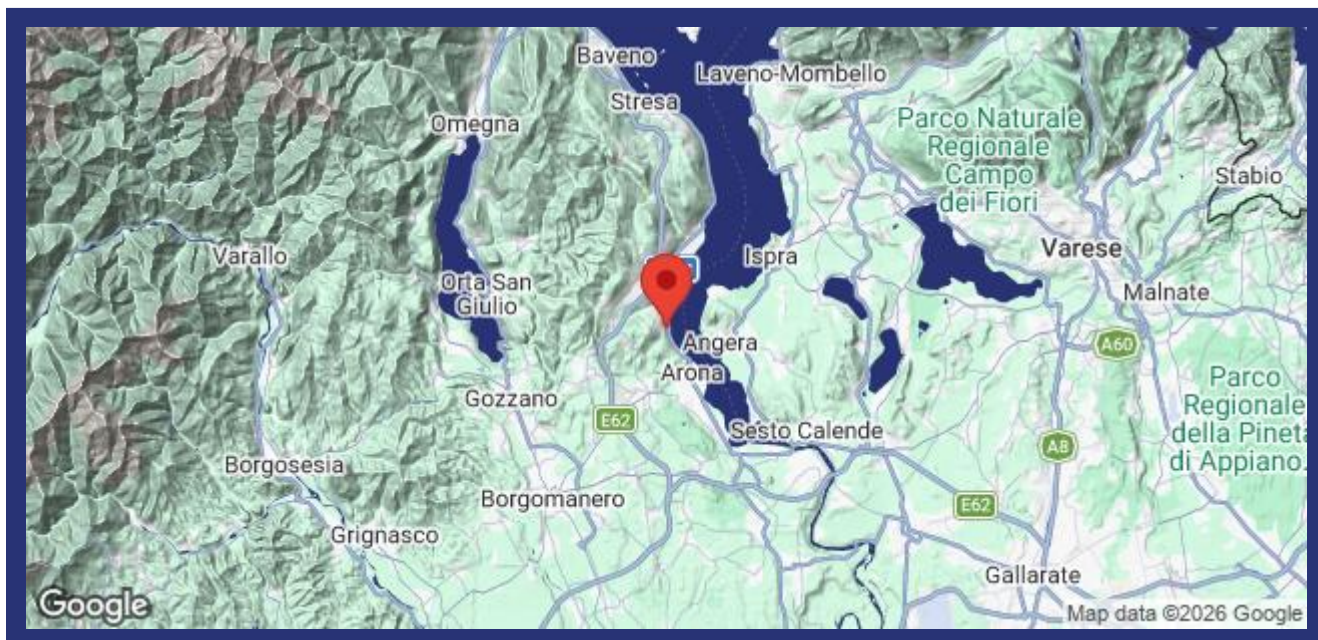 Baveno
Laveno-Mombello
Stresa
Omegna
Parco Naturale
Regionale
Campo
dei Fiori
Stabio
Varallo
Ispra
Varese
Orta San
Giulio
Malnate
Angera
A60
Arona
Gozzano
Parco
Regionale
della Pineta
di Appiano.
E62
Sesto Calende
A8
Borgosesia
Borgomanero
E62
Grignasco
Gallarate
Google
Map data ©2026 Google